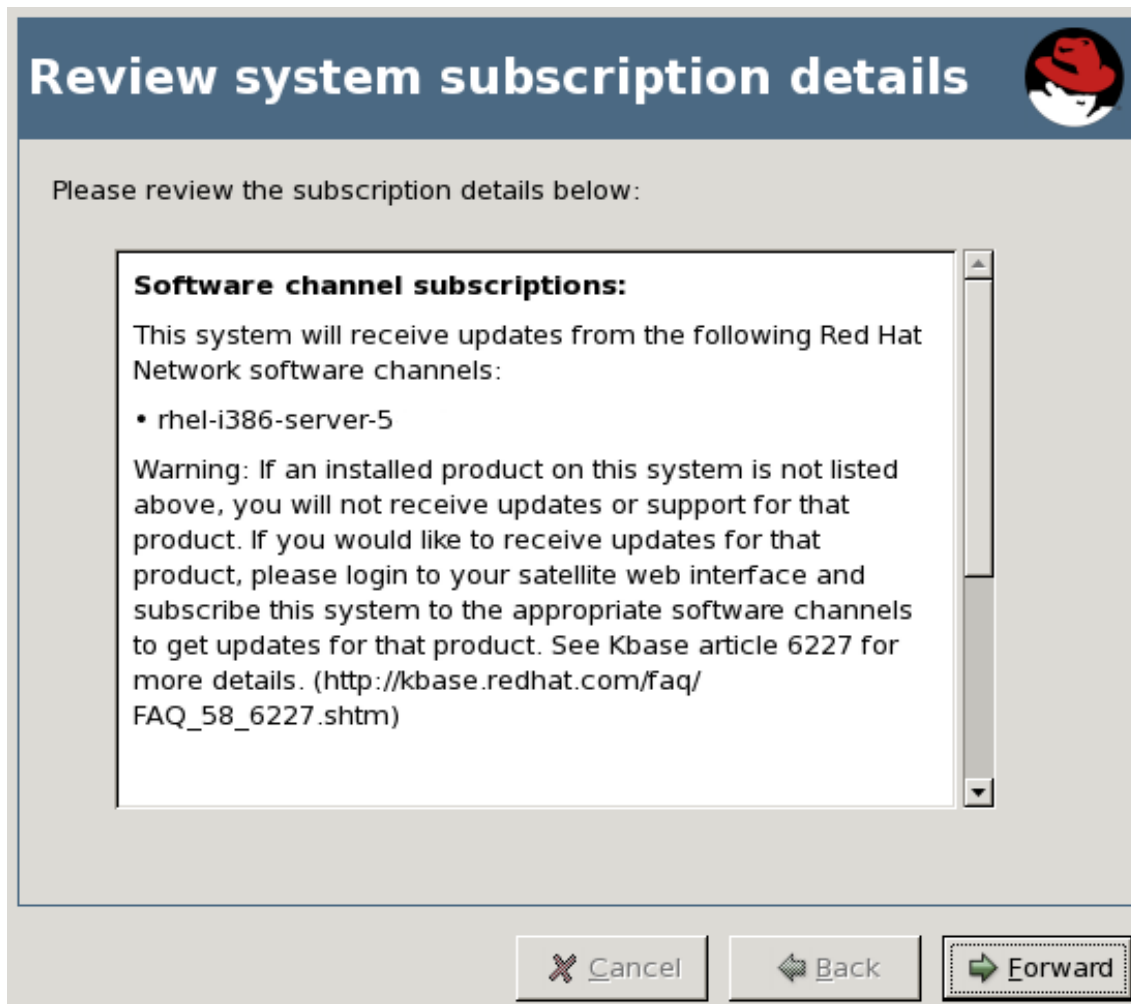 Review system subscription details
Please review the subscription details below:
Software channel subscriptions:
This system will receive updates from the following Red Hat
Network software channels:
• rhel-i386-server-5
Warning: If an installed product on this system is not listed
above, you will not receive updates or support for that
product. If you would like to receive updates for that
product, please login to your satellite web interface and
subscribe this system to the appropriate software channels
to get updates for that product. See Kbase article 6227 for
more details. (http://kbase.redhat.com/faq/
FAQ_58_6227.shtm)
Cancel
Back
Forward